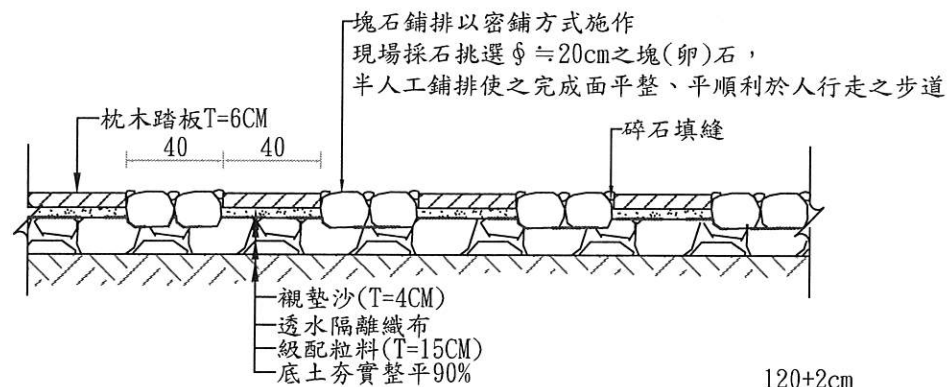 塊石鋪排以密鋪方式施作
現場採石挑選∮≒20cm之塊(卵)石，
半人工鋪排使之完成面平整、平順利於人行走之步道
枕木踏板T=6CM
碎石填縫
40
40
襯墊沙(T=4CM)
透水隔離織布
級配粒料(T=15CM)
底土夯實整平90%
120+2cm